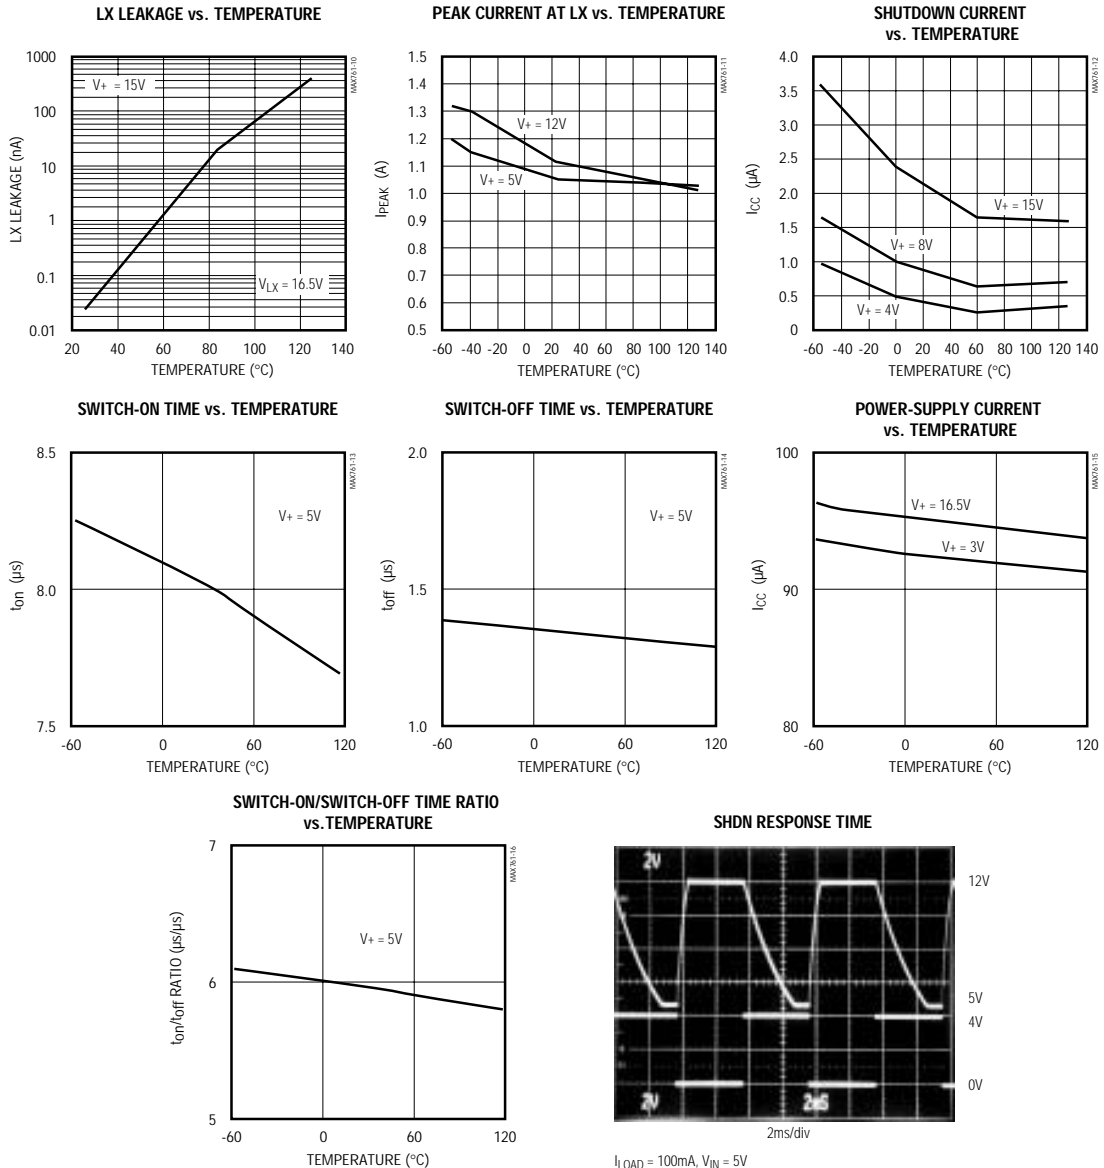 LX LEAKAGE vs. TEMPERATURE
1000
100
10
1
0.1
0.01
LX LEAKAGE (nA)
V+ = 15V
VLX = 16.5V
20 40 60 80 100 120 140
TEMPERATURE (°C)
MAX761-10
PEAK CURRENT AT LX vs. TEMPERATURE
1.5
1.4
1.3
1.2
1.1
1.0
0.9
0.8
0.7
0.6
0.5
IPEAK (A)
V+ = 12V
V+ = 5V
-60 -40 -20 0 20 40 60 80 100 120 140
TEMPERATURE (°C)
MAX761-11
SHUTDOWN CURRENT
vs. TEMPERATURE
4.0
3.5
3.0
2.5
2.0
1.5
1.0
0.5
0
ICC (µA)
V+ = 15V
V+ = 8V
V+ = 4V
-60 -40 -20 0 20 40 60 80 100 120 140
TEMPERATURE (°C)
MAX761-12
SWITCH-ON TIME vs. TEMPERATURE
8.5
8.0
7.5
ton (µs)
V+ = 5V
-60 0 60 120
TEMPERATURE (°C)
MAX761-13
SWITCH-OFF TIME vs. TEMPERATURE
2.0
1.5
1.0
toff (µs)
V+ = 5V
-60 0 60 120
TEMPERATURE (°C)
MAX761-14
POWER-SUPPLY CURRENT
vs. TEMPERATURE
100
90
80
ICC (µA)
V+ = 16.5V
V+ = 3V
-60 0 60 120
TEMPERATURE (°C)
MAX761-15
SWITCH-ON/SWITCH-OFF TIME RATIO
vs.TEMPERATURE
7
6
5
ton/toff RATIO (µs/µs)
V+ = 5V
-60 0 60 120
TEMPERATURE (°C)
MAX761-16
SHDN RESPONSE TIME
2V
12V
5V
4V
0V
2V 2mS
2ms/div
ILOAD = 100mA, VIN = 5V